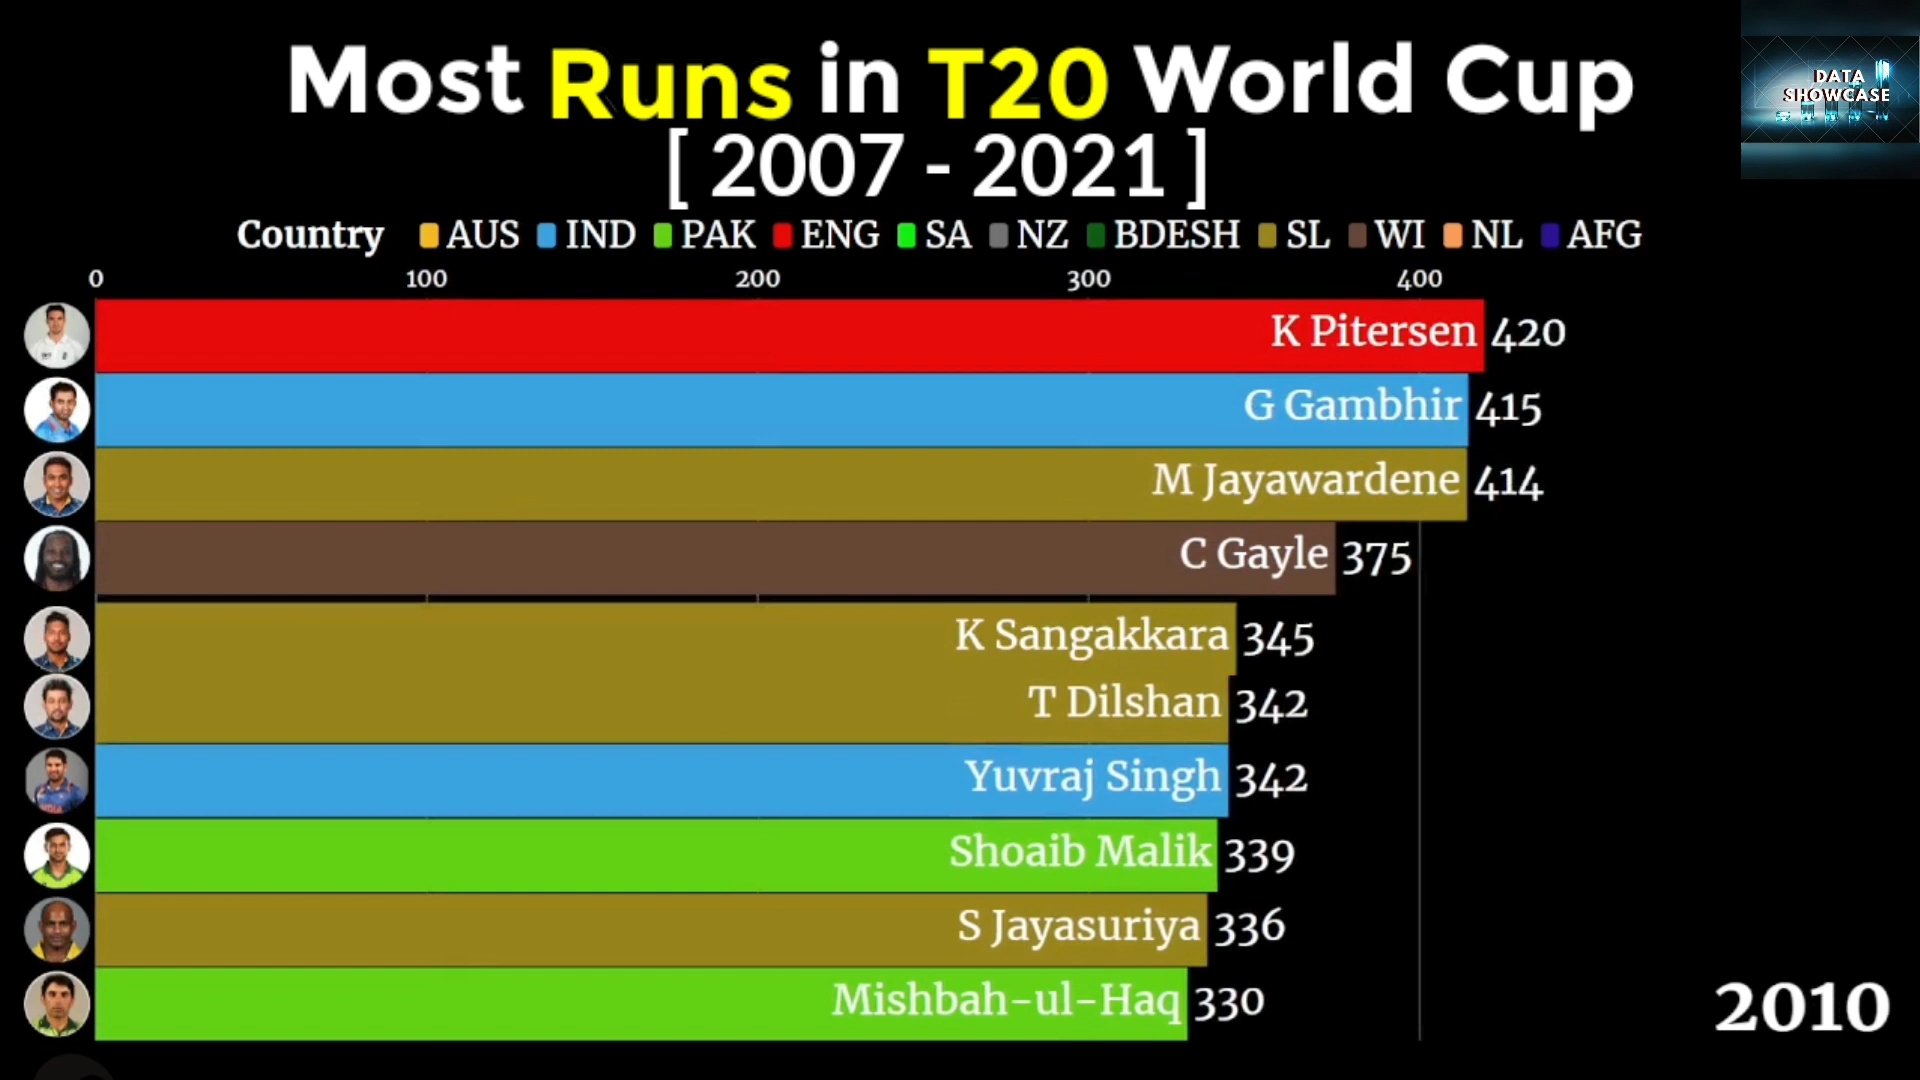 Most Runs in T20 World Cup
[ 2007 - 2021 ]
DATA
SHOWCASE
Country AUS IND PAK ENG SA NZ BDESH SL WI NL AFG
0 100 200 300 400
K Pitersen 420
G Gambhir 415
M Jayawardene 414
C Gayle 375
K Sangakkara 345
T Dilshan 342
Yuvraj Singh 342
Shoaib Malik 339
S Jayasuriya 336
Mishbah-ul-Haq 330
2010